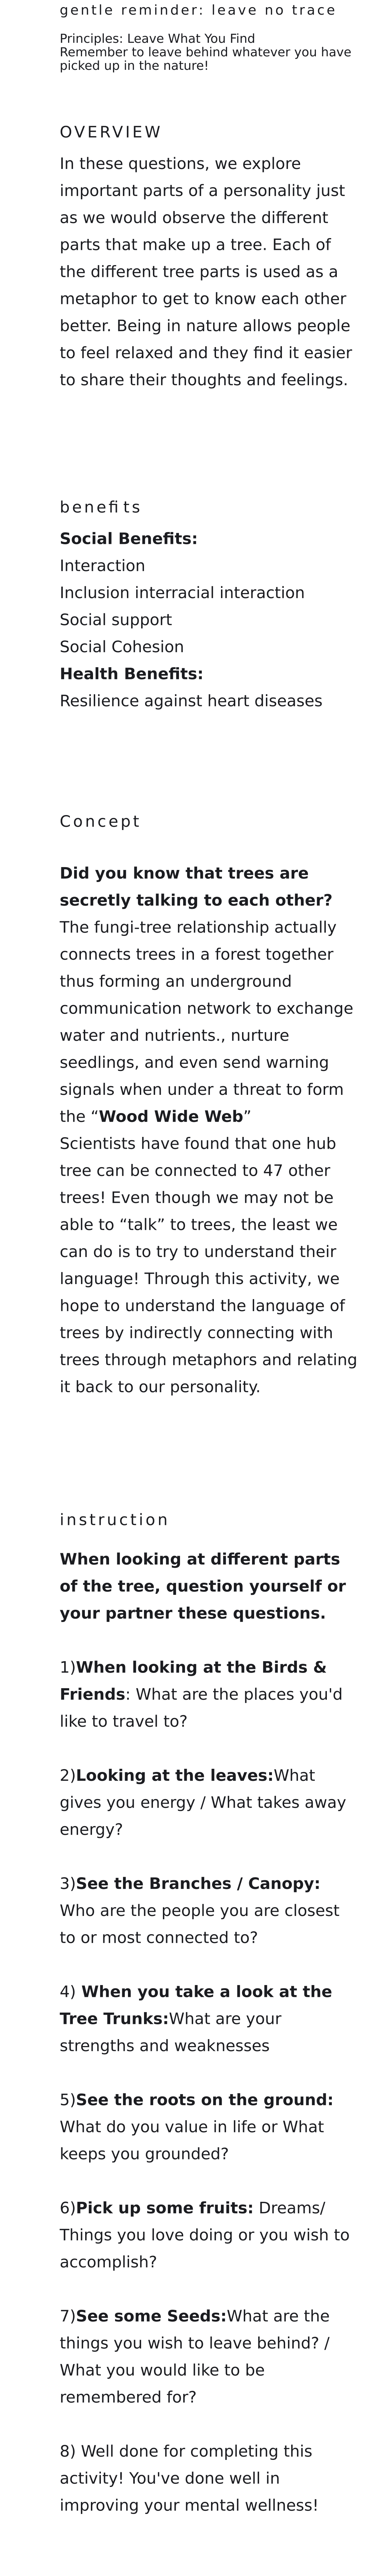 gentle reminder: leave no trace
Principles: Leave What You Find
Remember to leave behind whatever you have
picked up in the nature!
OVERVIEW
In these questions, we explore
important parts of a personality just
as we would observe the different
parts that make up a tree. Each of
the different tree parts is used as a
metaphor to get to know each other
better. Being in nature allows people
to feel relaxed and they find it easier
to share their thoughts and feelings.
benefits
Social Benefits:
Interaction
Inclusion interracial interaction
Social support
Social Cohesion
Health Benefits:
Resilience against heart diseases
Concept
Did you know that trees are
secretly talking to each other?
The fungi-tree relationship actually
connects trees in a forest together
thus forming an underground
communication network to exchange
water and nutrients., nurture
seedlings, and even send warning
signals when under a threat to form
the “Wood Wide Web”
Scientists have found that one hub
tree can be connected to 47 other
trees! Even though we may not be
able to “talk” to trees, the least we
can do is to try to understand their
language! Through this activity, we
hope to understand the language of
trees by indirectly connecting with
trees through metaphors and relating
it back to our personality.
instruction
When looking at different parts
of the tree, question yourself or
your partner these questions.
1)When looking at the Birds &
Friends: What are the places you'd
like to travel to?
2)Looking at the leaves:What
gives you energy / What takes away
energy?
3)See the Branches / Canopy:
Who are the people you are closest
to or most connected to?
4) When you take a look at the
Tree Trunks:What are your
strengths and weaknesses
5)See the roots on the ground:
What do you value in life or What
keeps you grounded?
6)Pick up some fruits: Dreams/
Things you love doing or you wish to
accomplish?
7)See some Seeds:What are the
things you wish to leave behind? /
What you would like to be
remembered for?
8) Well done for completing this
activity! You've done well in
improving your mental wellness!